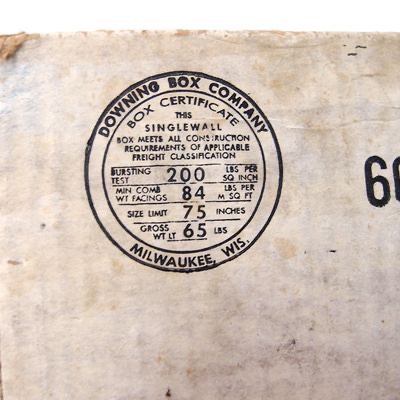 DOWNING BOX COMPANY
BOX CERTIFICATE
THIS
SINGLEWALL
BOX MEETS ALL CONSTRUCTION
REQUIREMENTS OF APPLICABLE
FREIGHT CLASSIFICATION
BURSTING TEST 200 LBS PER SQ INCH
MIN COMB WT FACINGS 84 LBS PER M SQ FT
SIZE LIMIT 75 INCHES
GROSS WT LT 65 LBS
MILWAUKEE, WIS.